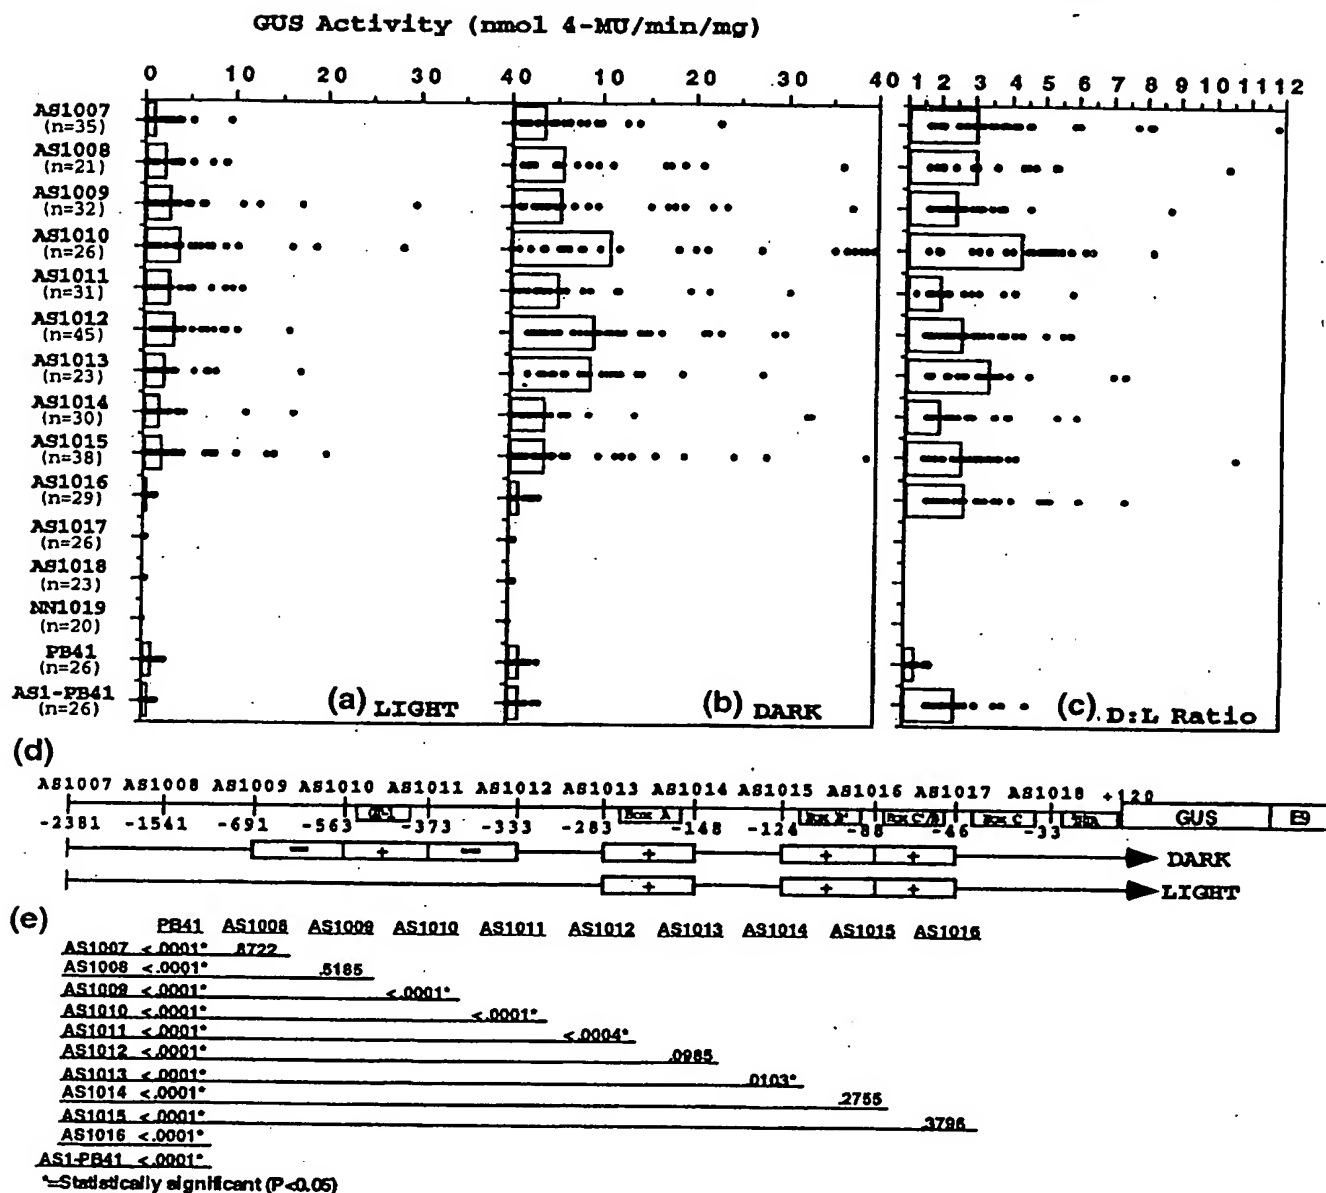 GUS Activity (nmol 4-MU/min/mg)
0 10 20 30 40 10 20 30 40 1 2 3 4 5 6 7 8 9 10 11 12
AS1007
(n=35)
AS1008
(n=21)
AS1009
(n=32)
AS1010
(n=26)
AS1011
(n=31)
AS1012
(n=45)
AS1013
(n=23)
AS1014
(n=30)
AS1015
(n=38)
AS1016
(n=29)
AS1017
(n=26)
AS1018
(n=23)
NN1019
(n=20)
PB41
(n=26)
AS1-PB41
(n=26)
(a) LIGHT
(b) DARK
(c) D:L Ratio
(d)
AS1007 AS1008 AS1009 AS1010 AS1011 AS1012 AS1013 AS1014 AS1015 AS1016 AS1017 AS1018 +120
Box A Box C GUS E9
-2381 -1541 -691 -563 -373 -333 -283 -148 -124 -88 -46 -33
− + − + + + DARK
+ + + LIGHT
(e)
PB41 AS1008 AS1009 AS1010 AS1011 AS1012 AS1013 AS1014 AS1015 AS1016
AS1007 <.0001* .8722
AS1008 <.0001* .5185
AS1009 <.0001* <.0001*
AS1010 <.0001* <.0001*
AS1011 <.0001* <.0004*
AS1012 <.0001* .0985
AS1013 <.0001* .0103*
AS1014 <.0001* .2755
AS1015 <.0001* .3796
AS1016 <.0001*
AS1-PB41 <.0001*
*=Statistically significant (P<0.05)